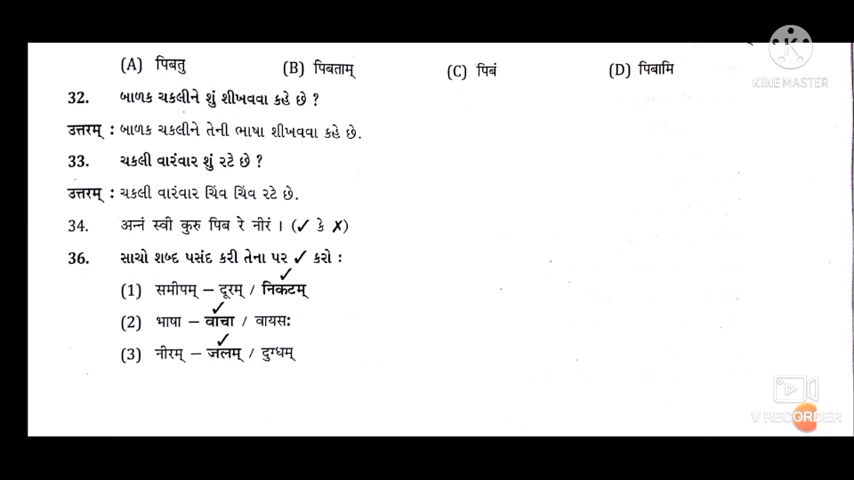 (A) पिबतु (B) पिबताम् (C) पिबं (D) पिबामि
32. બાળક ચકલીને શું શીખવવા કહે છે ?
उत्तरम् : બાળક ચકલીને તેની ભાષા શીખવવા કહે છે.
33. ચકલી વારંવાર શું રટે છે ?
उत्तरम् : ચકલી વારંવાર ચિંવ ચિંવ રટે છે.
34. अन्नं स्वी कुरु पिब रे नीरं । (✓ કે ✗)
36. સાચો શબ્દ પસંદ કરી તેના પર ✓ કરો :
(1) समीपम् – दूरम् / निकटम् ✓
(2) भाषा – वाचा ✓ / वायसः
(3) नीरम् – जलम् ✓ / दुग्धम्
KINEMASTER
V RECORDER